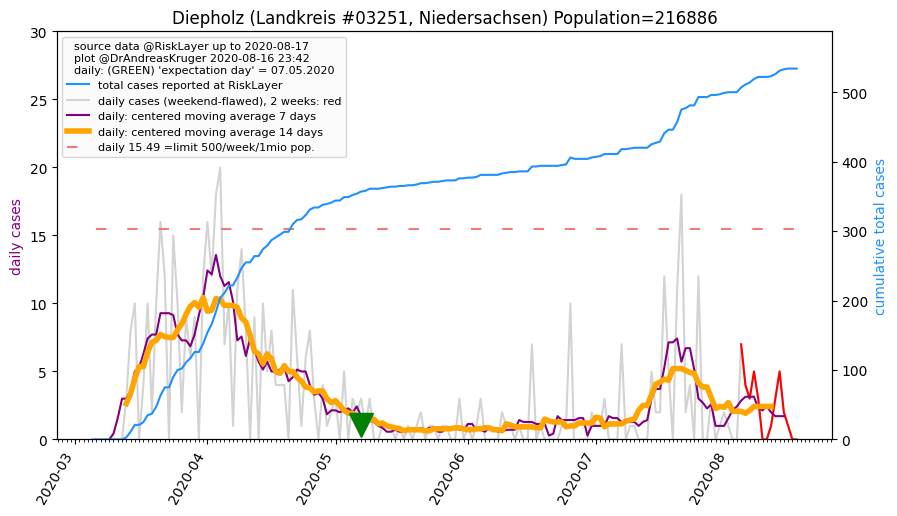 Diepholz (Landkreis #03251, Niedersachsen) Population=216886
source data @RiskLayer up to 2020-08-17
plot @DrAndreasKruger 2020-08-16 23:42
daily: (GREEN) 'expectation day' = 07.05.2020
total cases reported at RiskLayer
daily cases (weekend-flawed), 2 weeks: red
daily: centered moving average 7 days
daily: centered moving average 14 days
daily 15.49 =limit 500/week/1mio pop.
daily cases
30
25
20
15
10
5
0
cumulative total cases
500
400
300
200
100
0
2020-03
2020-04
2020-05
2020-06
2020-07
2020-08